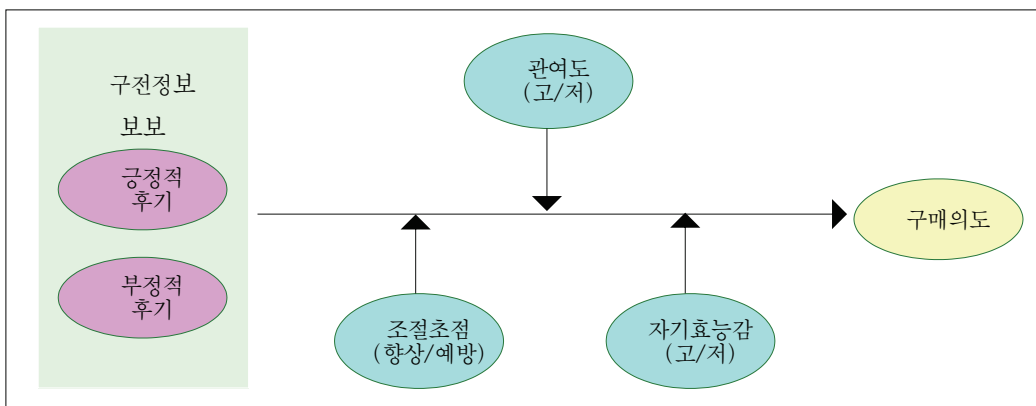 구전정보
보보
긍정적
후기
부정적
후기
관여도
(고/저)
조절초점
(향상/예방)
자기효능감
(고/저)
구매의도